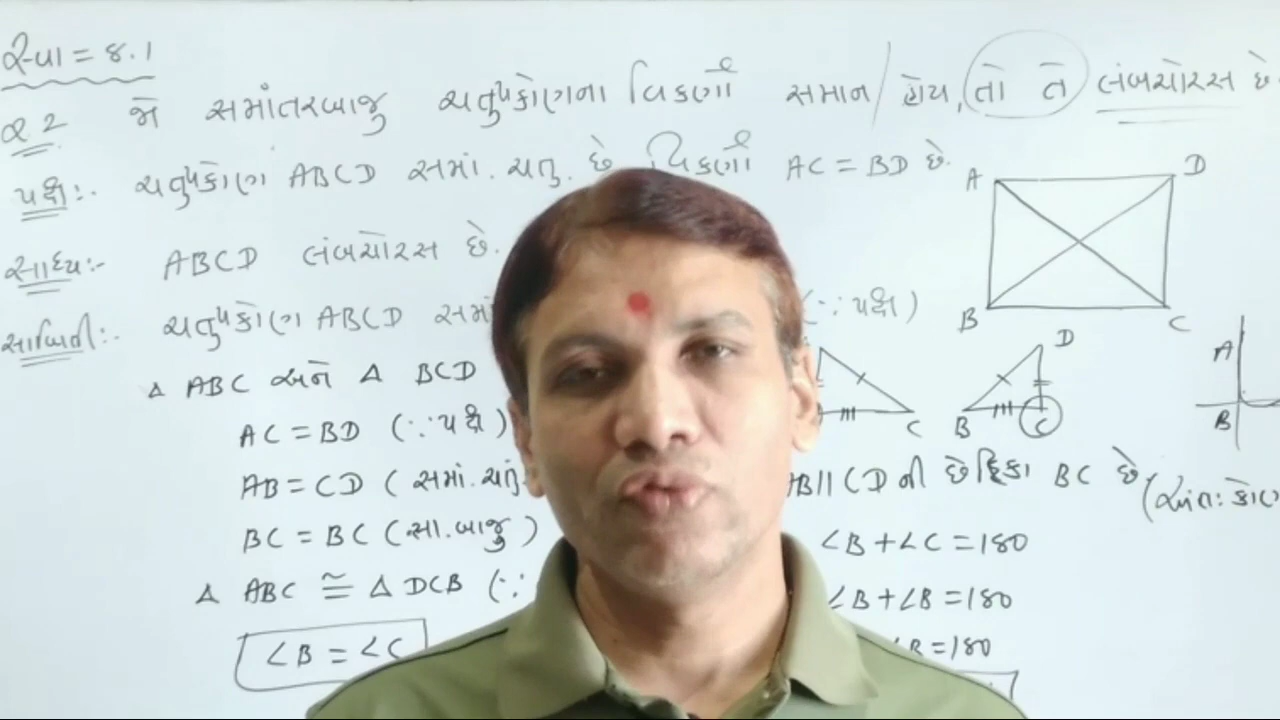 સ્વા = 8.1
Q 2 જો સમાંતરબાજુ ચતુષ્કોણના વિકર્ણો સમાન / હોય, તો તે લંબચોરસ છે.
પક્ષ:- ચતુષ્કોણ ABCD સમાં. ચતુ. છે વિકર્ણો AC = BD છે.
સાધ્ય:- ABCD લંબચોરસ છે.
સાબિતી:- ચતુષ્કોણ ABCD સમાં
(∵ પક્ષ)
△ ABC અને △ BCD
AC = BD (∵ પક્ષ)
AB = CD (સમાં. ચતુ.
BC = BC (સા. બાજુ)
△ ABC ≅ △ DCB (∵
∠B = ∠C
A D
B C
D
C B C
A
B
AB || CD ની છેદિકા BC છે
(અંત: કોણ
∠B + ∠C = 180
∠B + ∠B = 180
∠B = 180